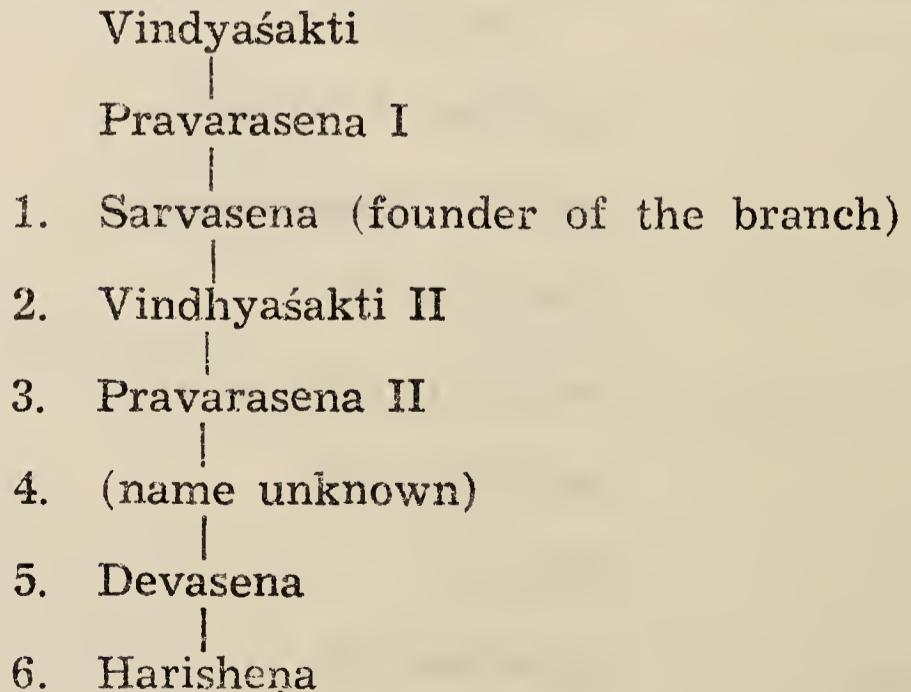 Vindyaśakti
Pravarasena I
1. Sarvasena (founder of the branch)
2. Vindhyaśakti II
3. Pravarasena II
4. (name unknown)
5. Devasena
6. Harisheṇa